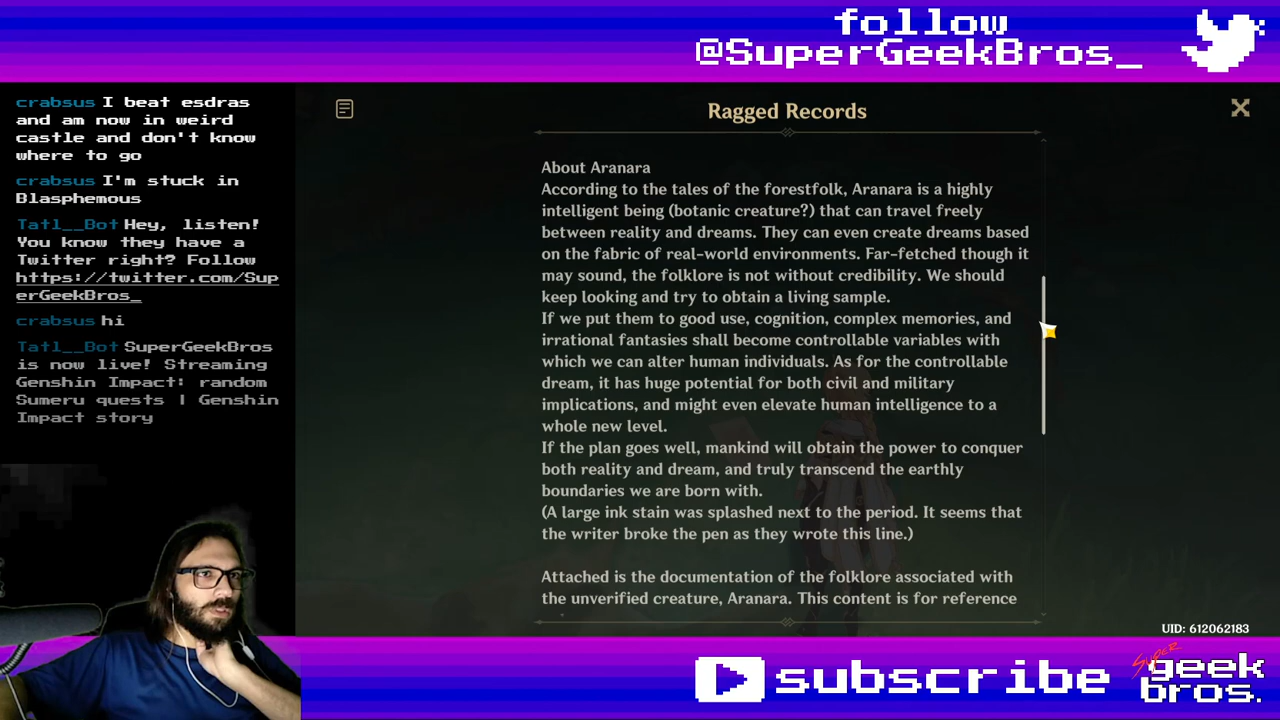 follow
@SuperGeekBros_
crabsus I beat esdras
and am now in weird
castle and don't know
where to go
crabsus I'm stuck in
Blasphemous
Tatl__Bot Hey, listen!
You know they have a
Twitter right? Follow
https://twitter.com/Sup
erGeekBros_
crabsus hi
Tatl__Bot SuperGeekBros
is now live! Streaming
Genshin Impact: random
Sumeru quests | Genshin
Impact story
Ragged Records
About Aranara
According to the tales of the forestfolk, Aranara is a highly
intelligent being (botanic creature?) that can travel freely
between reality and dreams. They can even create dreams based
on the fabric of real-world environments. Far-fetched though it
may sound, the folklore is not without credibility. We should
keep looking and try to obtain a living sample.
If we put them to good use, cognition, complex memories, and
irrational fantasies shall become controllable variables with
which we can alter human individuals. As for the controllable
dream, it has huge potential for both civil and military
implications, and might even elevate human intelligence to a
whole new level.
If the plan goes well, mankind will obtain the power to conquer
both reality and dream, and truly transcend the earthly
boundaries we are born with.
(A large ink stain was splashed next to the period. It seems that
the writer broke the pen as they wrote this line.)
Attached is the documentation of the folklore associated with
the unverified creature, Aranara. This content is for reference
UID: 612062183
subscribe
Super
geek
bros.